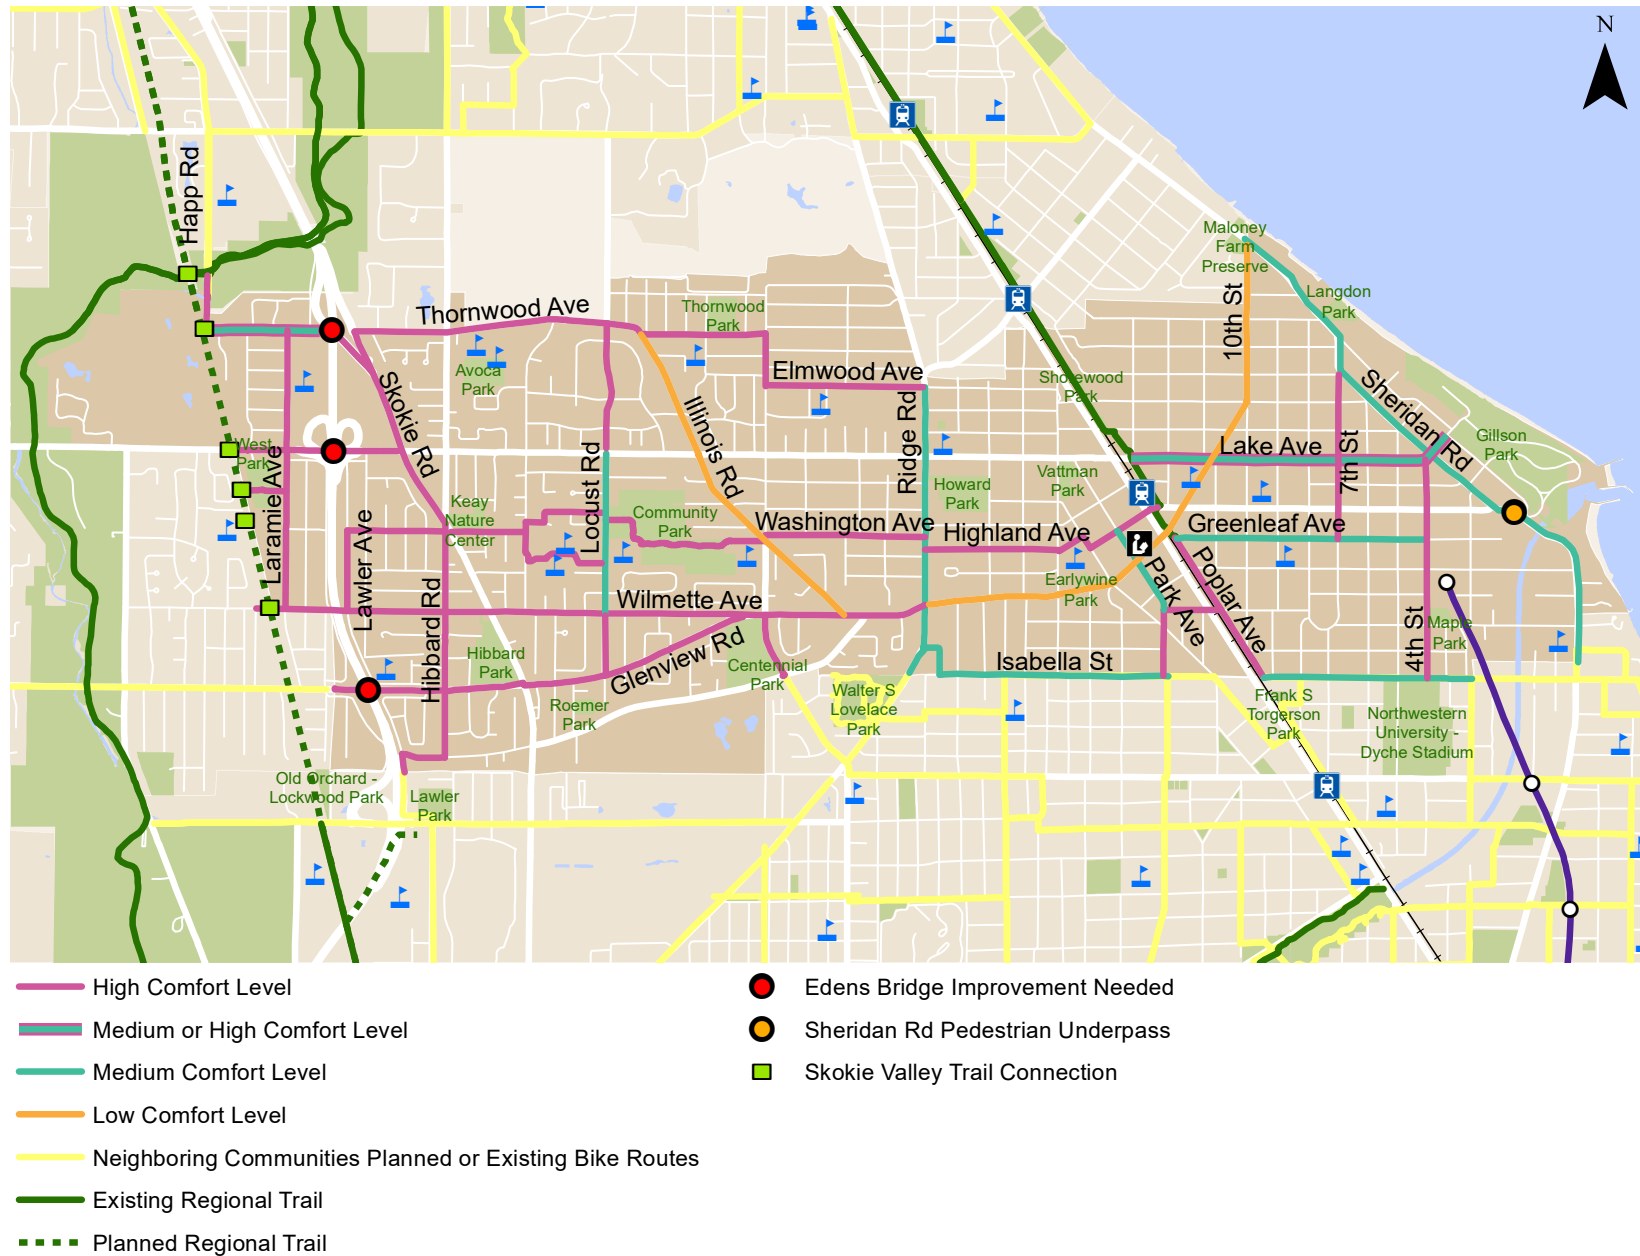 N
Happ Rd
Maloney
Farm
Preserve
Langdon
Park
10th St
Thornwood Ave
Thornwood
Park
Avoca
Park
Elmwood Ave
Shorewood
Park
Skokie Rd
Illinois Rd
Ridge Rd
Sheridan Rd
Gillson
Park
Lake Ave
7th St
West
Park
Laramie Ave
Locust Rd
Vattman
Park
Howard
Park
Keay
Nature
Center
Community
Park
Washington Ave
Highland Ave
Greenleaf Ave
Lawler Ave
Hibbard Rd
Wilmette Ave
Earlywine
Park
Park Ave
Poplar Ave
4th St
Maple
Park
Hibbard
Park
Glenview Rd
Centennial
Park
Isabella St
Roemer
Park
Walter S
Lovelace
Park
Frank S
Torgerson
Park
Northwestern
University -
Dyche Stadium
Old Orchard -
Lockwood Park
Lawler
Park
High Comfort Level
Medium or High Comfort Level
Medium Comfort Level
Low Comfort Level
Neighboring Communities Planned or Existing Bike Routes
Existing Regional Trail
Planned Regional Trail
Edens Bridge Improvement Needed
Sheridan Rd Pedestrian Underpass
Skokie Valley Trail Connection